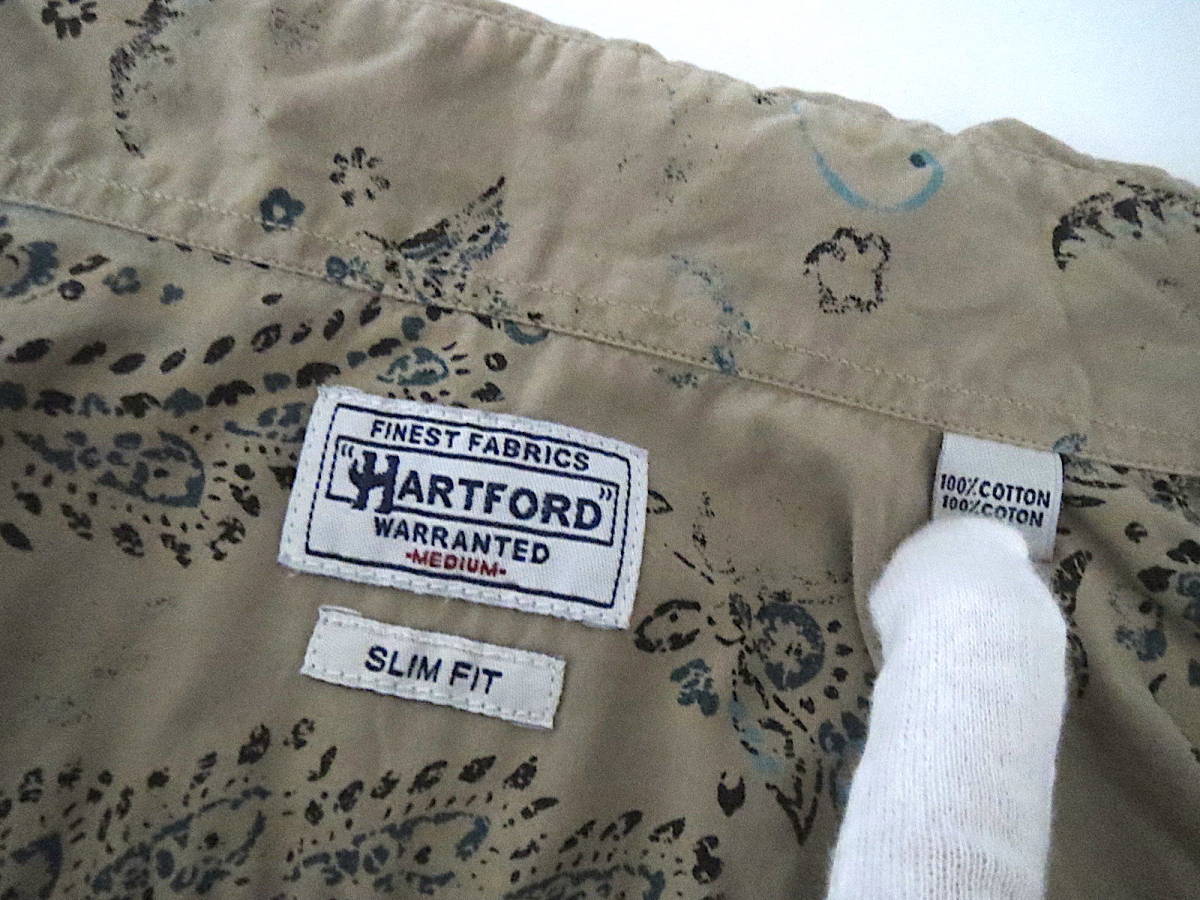 FINEST FABRICS
"HARTFORD"
WARRANTED
-MEDIUM-
SLIM FIT
100% COTTON
100% COTON